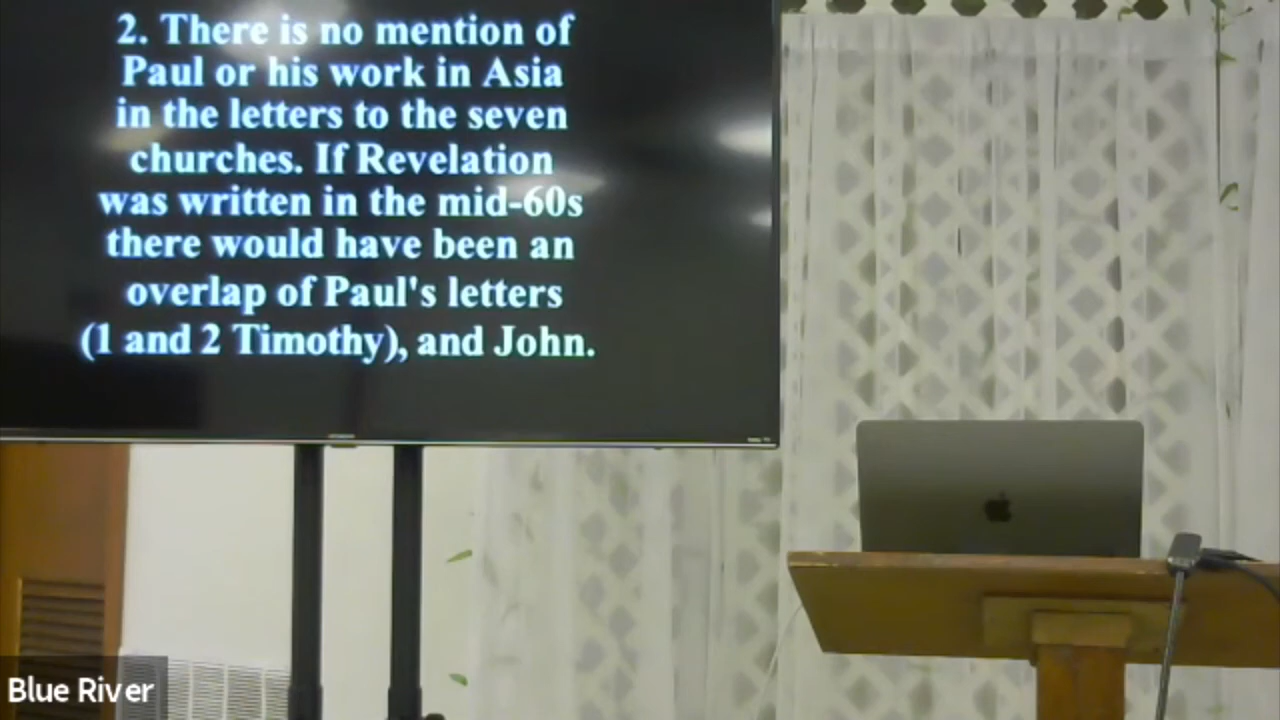 2. There is no mention of
Paul or his work in Asia
in the letters to the seven
churches. If Revelation
was written in the mid-60s
there would have been an
overlap of Paul's letters
(1 and 2 Timothy), and John.
Blue River